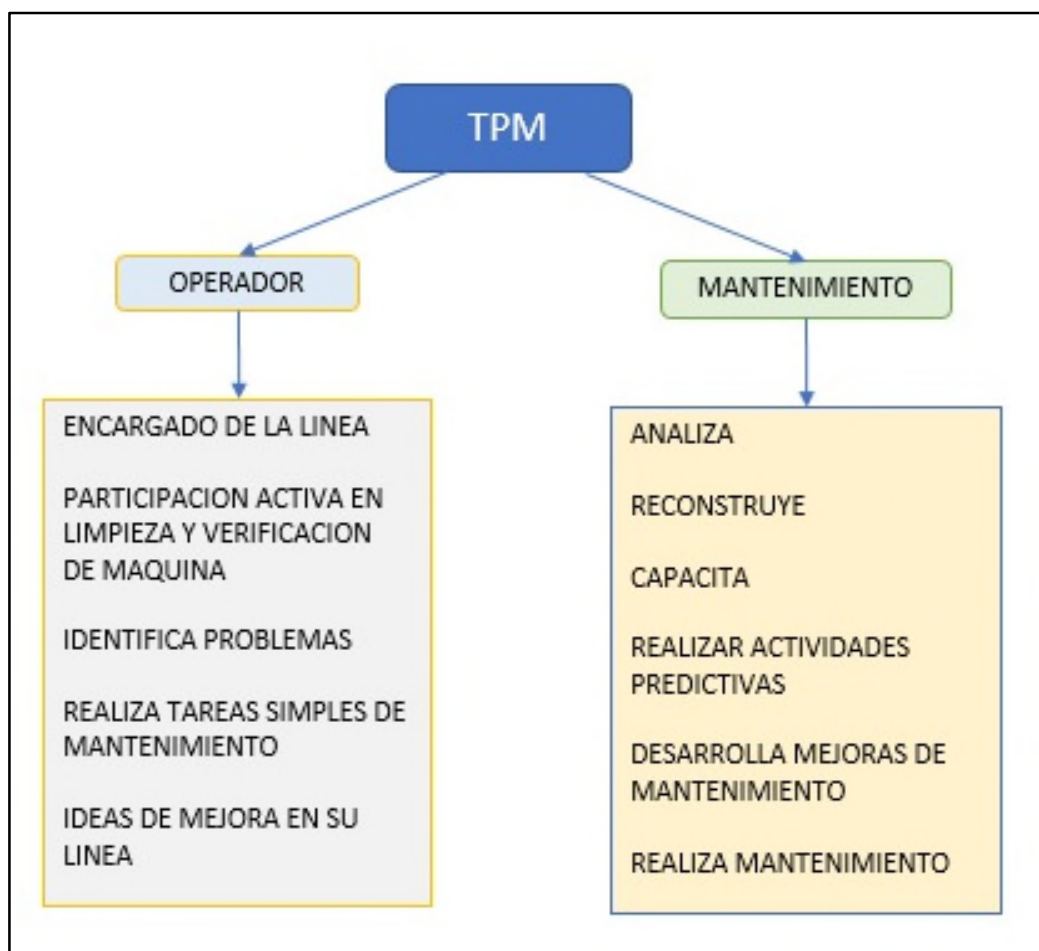 TPM
OPERADOR
MANTENIMIENTO
ENCARGADO DE LA LINEA
PARTICIPACION ACTIVA EN
LIMPIEZA Y VERIFICACION
DE MAQUINA
IDENTIFICA PROBLEMAS
REALIZA TAREAS SIMPLES DE
MANTENIMIENTO
IDEAS DE MEJORA EN SU
LINEA
ANALIZA
RECONSTRUYE
CAPACITA
REALIZAR ACTIVIDADES
PREDICTIVAS
DESARROLLA MEJORAS DE
MANTENIMIENTO
REALIZA MANTENIMIENTO